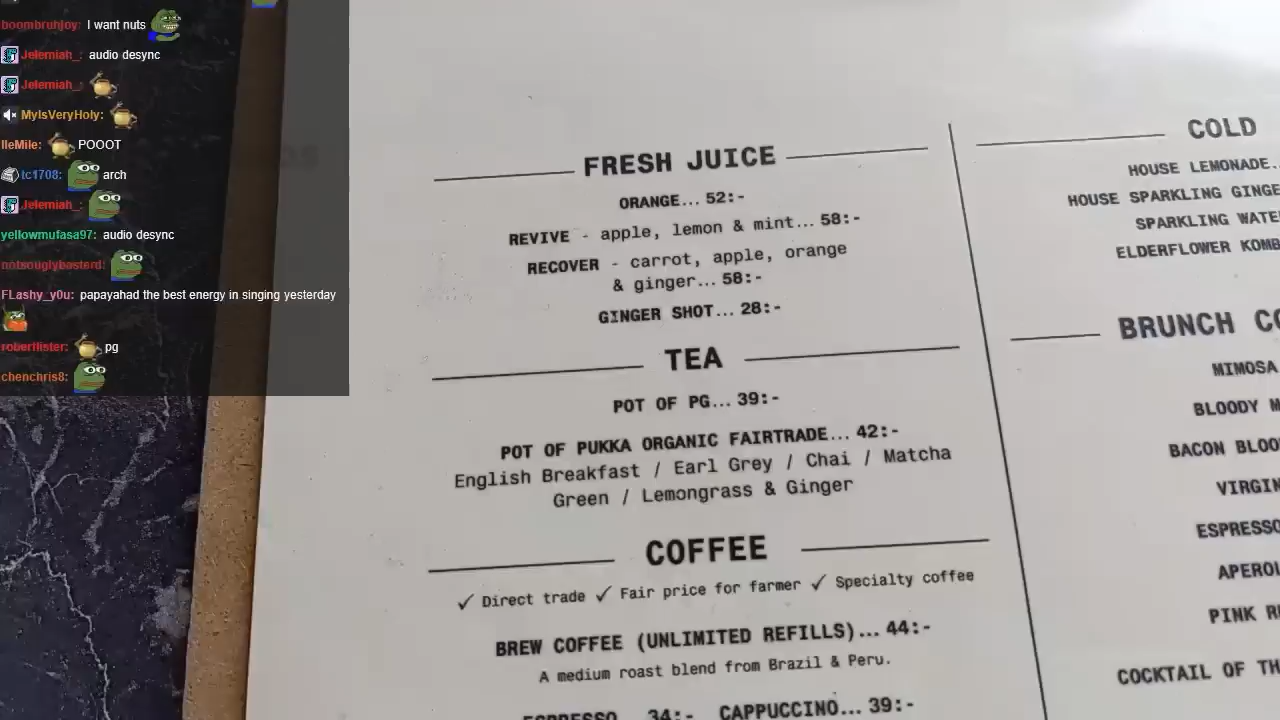 boombruhjoy: I want nuts
Jelemiah_: audio desync
Jelemiah_:
MyIsVeryHoly:
IleMile: POOOT
tc1708: arch
Jelemiah_:
yellowmufasa97: audio desync
notsouglybasterd:
FLashy_y0u: papayahad the best energy in singing yesterday
roberflister: pg
chenchris8:
FRESH JUICE
ORANGE... 52:-
REVIVE - apple, lemon & mint... 58:-
RECOVER - carrot, apple, orange
& ginger... 58:-
GINGER SHOT... 28:-
TEA
POT OF PG... 39:-
POT OF PUKKA ORGANIC FAIRTRADE... 42:-
English Breakfast / Earl Grey / Chai / Matcha
Green / Lemongrass & Ginger
COFFEE
✓ Direct trade ✓ Fair price for farmer ✓ Specialty coffee
BREW COFFEE (UNLIMITED REFILLS)... 44:-
A medium roast blend from Brazil & Peru.
ESPRESSO 34:- CAPPUCCINO... 39:-
COLD
HOUSE LEMONADE..
HOUSE SPARKLING GINGE
SPARKLING WATE
ELDERFLOWER KOMB
BRUNCH CO
MIMOSA
BLOODY M
BACON BLOO
VIRGIN
ESPRESSO
APEROL
PINK R
COCKTAIL OF TH